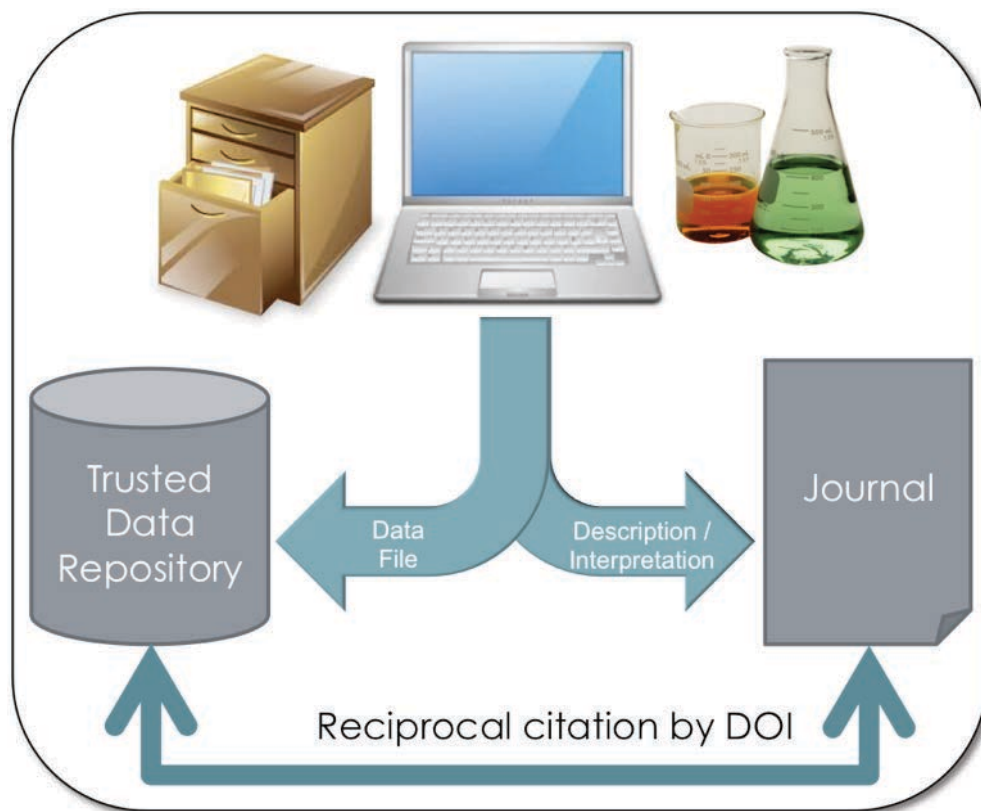 Trusted
Data
Repository
Data
File
Description /
Interpretation
Journal
Reciprocal citation by DOI